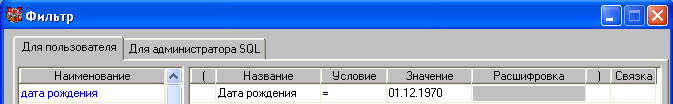 Фильтр
Для пользователя Для администратора SQL
Наименование ( Название Условие Значение Расшифровка ) Связка
дата рождения Дата рождения = 01.12.1970